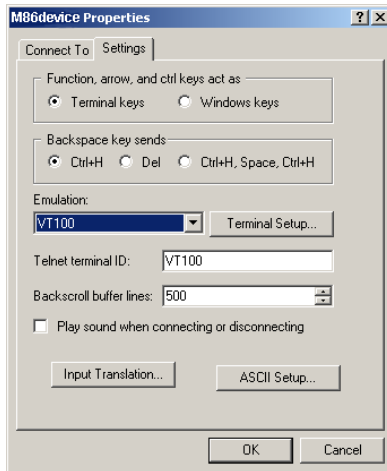 M86device Properties
Connect To Settings
Function, arrow, and ctrl keys act as
Terminal keys Windows keys
Backspace key sends
Ctrl+H Del Ctrl+H, Space, Ctrl+H
Emulation:
VT100 Terminal Setup...
Telnet terminal ID: VT100
Backscroll buffer lines: 500
Play sound when connecting or disconnecting
Input Translation... ASCII Setup...
OK Cancel